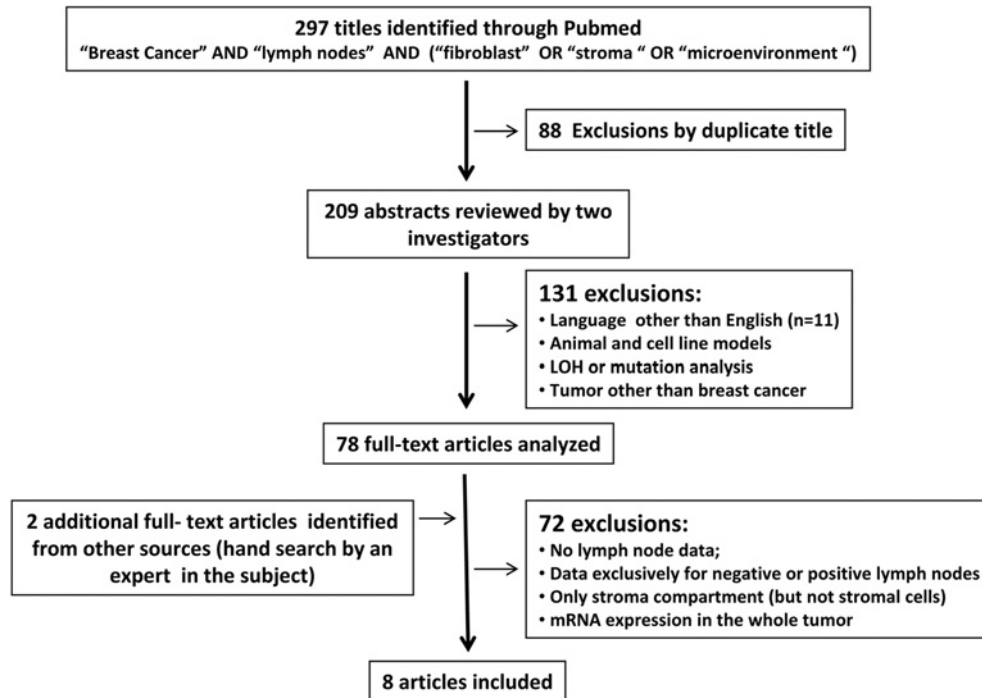 297 titles identified through Pubmed
“Breast Cancer” AND “lymph nodes” AND (“fibroblast” OR “stroma “ OR “microenvironment “)
88 Exclusions by duplicate title
209 abstracts reviewed by two
investigators
131 exclusions:
• Language other than English (n=11)
• Animal and cell line models
• LOH or mutation analysis
• Tumor other than breast cancer
78 full-text articles analyzed
2 additional full- text articles identified
from other sources (hand search by an
expert in the subject)
72 exclusions:
• No lymph node data;
• Data exclusively for negative or positive lymph nodes
• Only stroma compartment (but not stromal cells)
• mRNA expression in the whole tumor
8 articles included